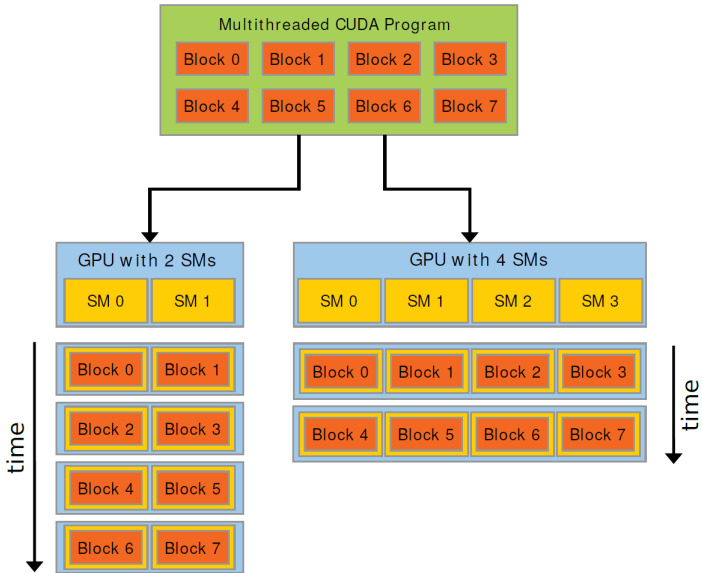 Multithreaded CUDA Program
Block 0 Block 1 Block 2 Block 3
Block 4 Block 5 Block 6 Block 7
GPU with 2 SMs
SM 0 SM 1
Block 0 Block 1
Block 2 Block 3
Block 4 Block 5
Block 6 Block 7
time
GPU with 4 SMs
SM 0 SM 1 SM 2 SM 3
Block 0 Block 1 Block 2 Block 3
Block 4 Block 5 Block 6 Block 7
time